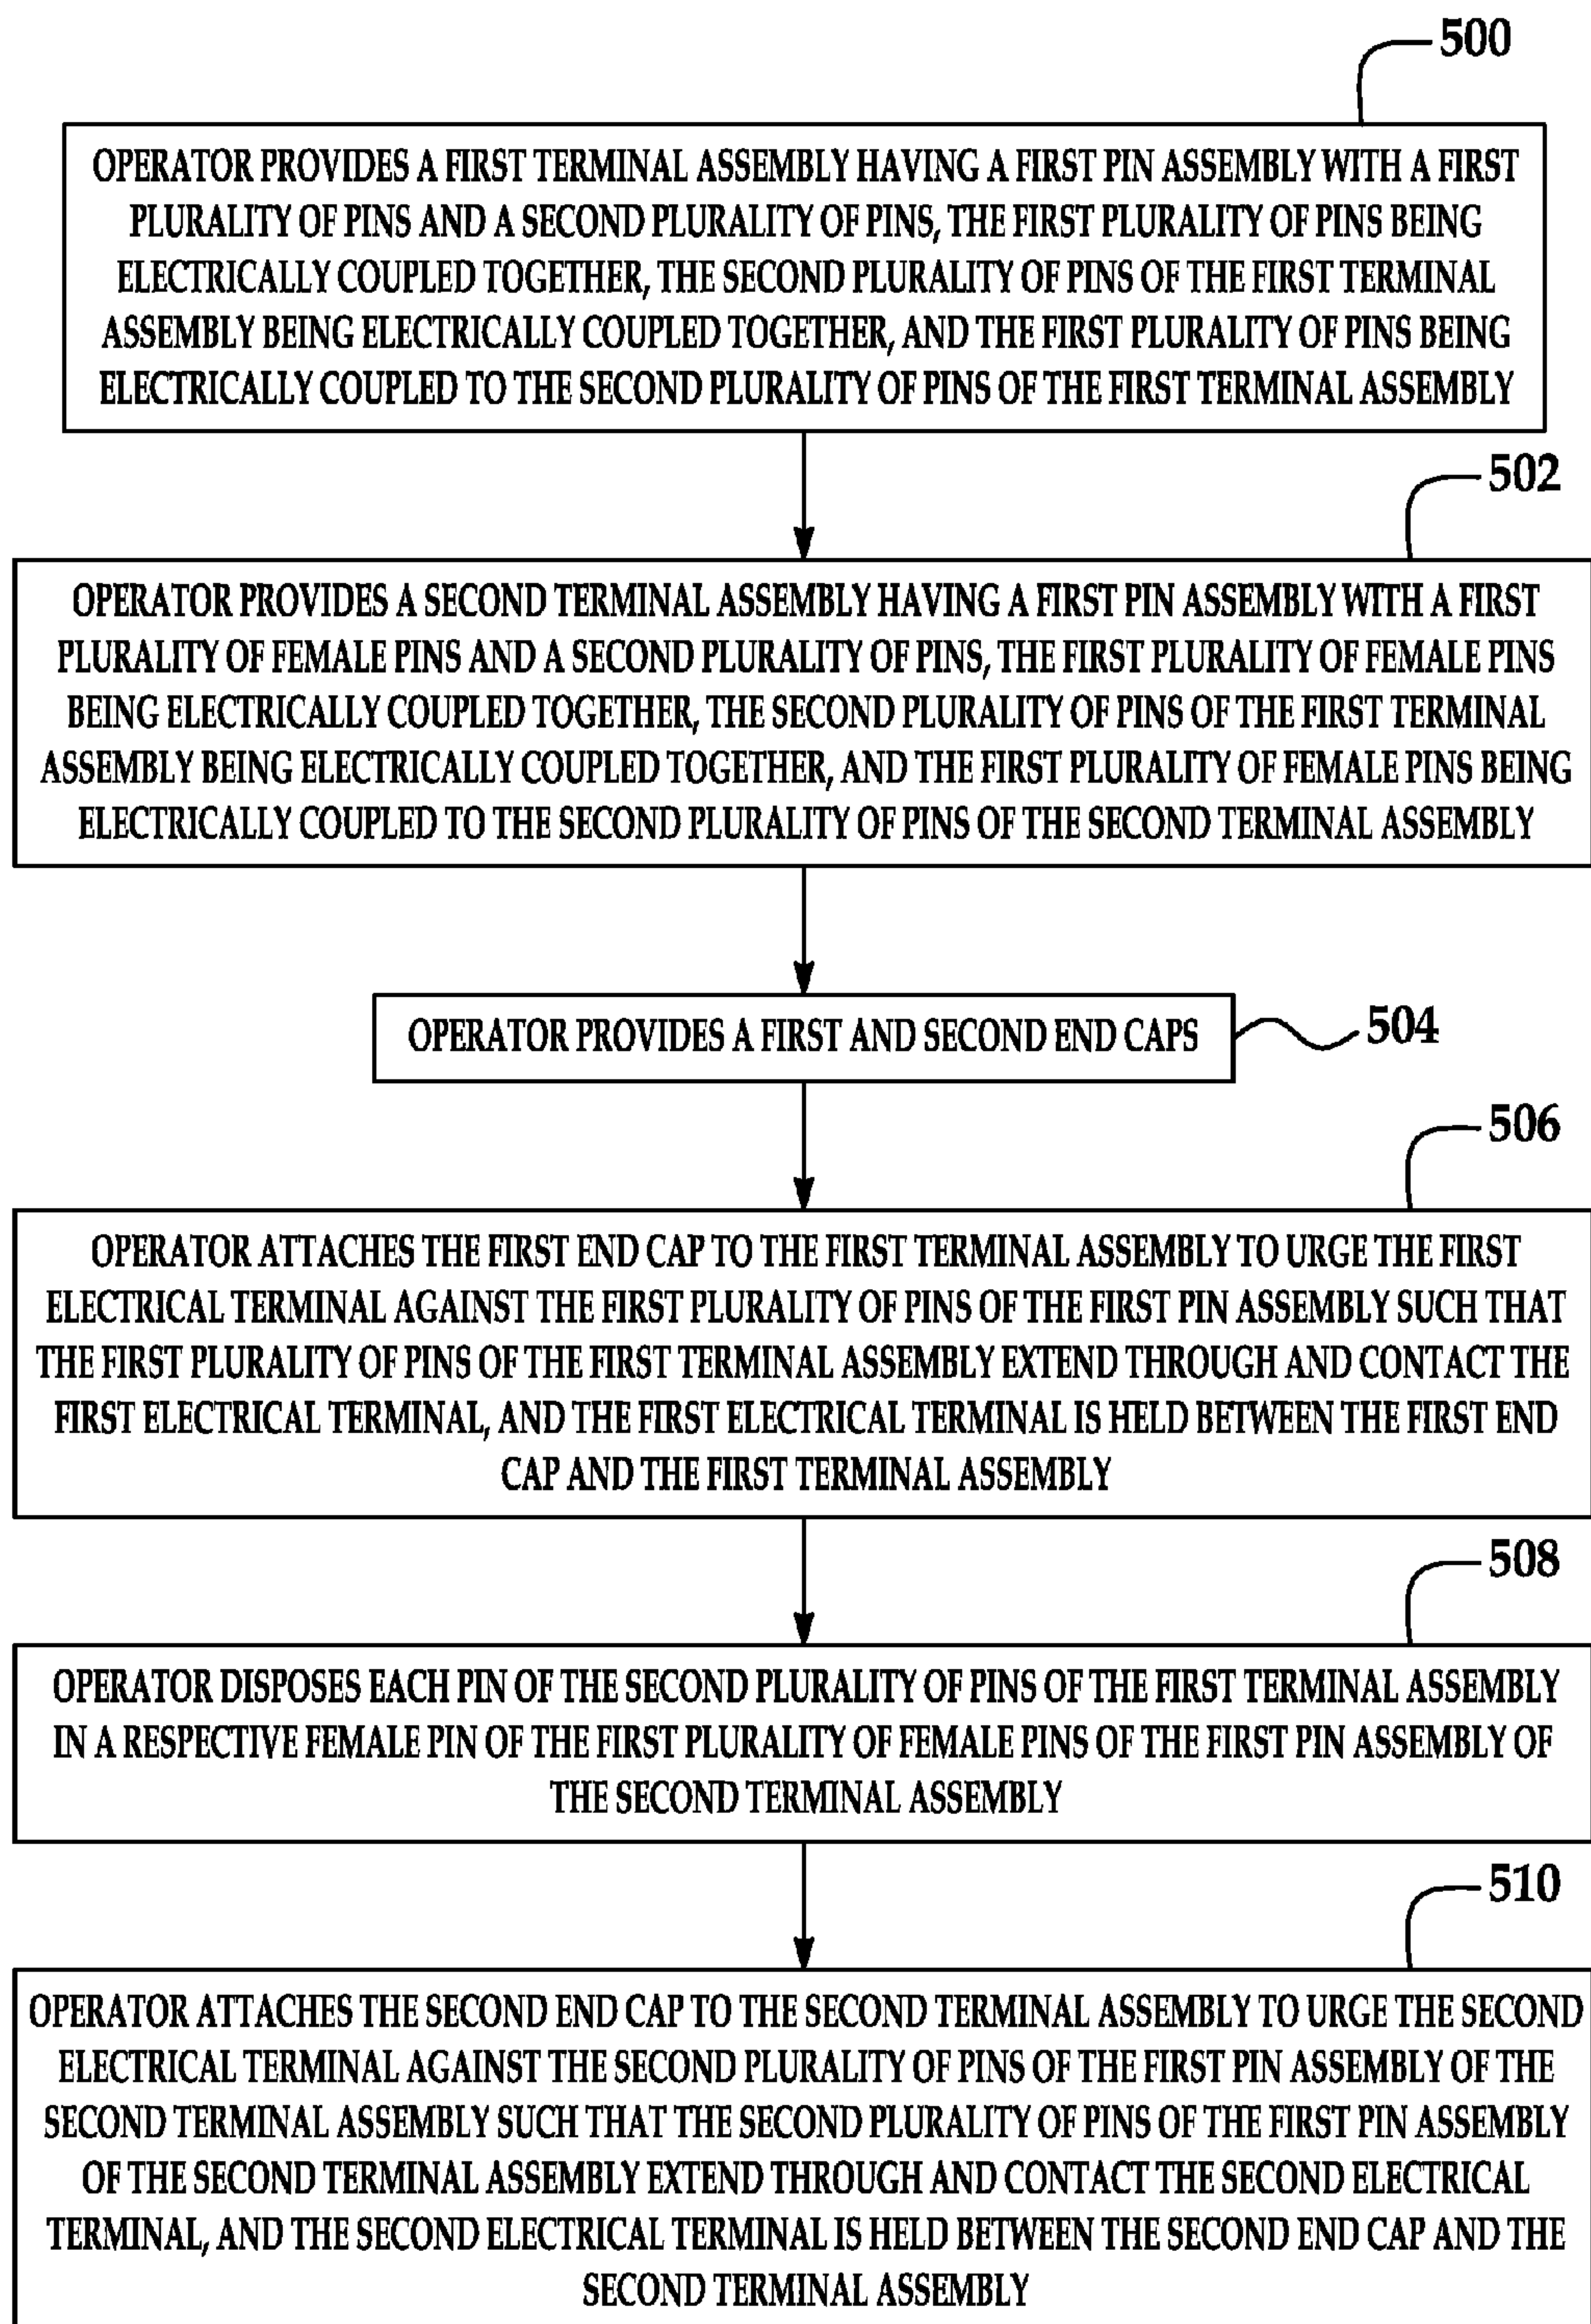 500
OPERATOR PROVIDES A FIRST TERMINAL ASSEMBLY HAVING A FIRST PIN ASSEMBLY WITH A FIRST
PLURALITY OF PINS AND A SECOND PLURALITY OF PINS, THE FIRST PLURALITY OF PINS BEING
ELECTRICALLY COUPLED TOGETHER, THE SECOND PLURALITY OF PINS OF THE FIRST TERMINAL
ASSEMBLY BEING ELECTRICALLY COUPLED TOGETHER, AND THE FIRST PLURALITY OF PINS BEING
ELECTRICALLY COUPLED TO THE SECOND PLURALITY OF PINS OF THE FIRST TERMINAL ASSEMBLY
502
OPERATOR PROVIDES A SECOND TERMINAL ASSEMBLY HAVING A FIRST PIN ASSEMBLY WITH A FIRST
PLURALITY OF FEMALE PINS AND A SECOND PLURALITY OF PINS, THE FIRST PLURALITY OF FEMALE PINS
BEING ELECTRICALLY COUPLED TOGETHER, THE SECOND PLURALITY OF PINS OF THE FIRST TERMINAL
ASSEMBLY BEING ELECTRICALLY COUPLED TOGETHER, AND THE FIRST PLURALITY OF FEMALE PINS BEING
ELECTRICALLY COUPLED TO THE SECOND PLURALITY OF PINS OF THE SECOND TERMINAL ASSEMBLY
OPERATOR PROVIDES A FIRST AND SECOND END CAPS
504
506
OPERATOR ATTACHES THE FIRST END CAP TO THE FIRST TERMINAL ASSEMBLY TO URGE THE FIRST
ELECTRICAL TERMINAL AGAINST THE FIRST PLURALITY OF PINS OF THE FIRST PIN ASSEMBLY SUCH THAT
THE FIRST PLURALITY OF PINS OF THE FIRST TERMINAL ASSEMBLY EXTEND THROUGH AND CONTACT THE
FIRST ELECTRICAL TERMINAL, AND THE FIRST ELECTRICAL TERMINAL IS HELD BETWEEN THE FIRST END
CAP AND THE FIRST TERMINAL ASSEMBLY
508
OPERATOR DISPOSES EACH PIN OF THE SECOND PLURALITY OF PINS OF THE FIRST TERMINAL ASSEMBLY
IN A RESPECTIVE FEMALE PIN OF THE FIRST PLURALITY OF FEMALE PINS OF THE FIRST PIN ASSEMBLY OF
THE SECOND TERMINAL ASSEMBLY
510
OPERATOR ATTACHES THE SECOND END CAP TO THE SECOND TERMINAL ASSEMBLY TO URGE THE SECOND
ELECTRICAL TERMINAL AGAINST THE SECOND PLURALITY OF PINS OF THE FIRST PIN ASSEMBLY OF THE
SECOND TERMINAL ASSEMBLY SUCH THAT THE SECOND PLURALITY OF PINS OF THE FIRST PIN ASSEMBLY
OF THE SECOND TERMINAL ASSEMBLY EXTEND THROUGH AND CONTACT THE SECOND ELECTRICAL
TERMINAL, AND THE SECOND ELECTRICAL TERMINAL IS HELD BETWEEN THE SECOND END CAP AND THE
SECOND TERMINAL ASSEMBLY